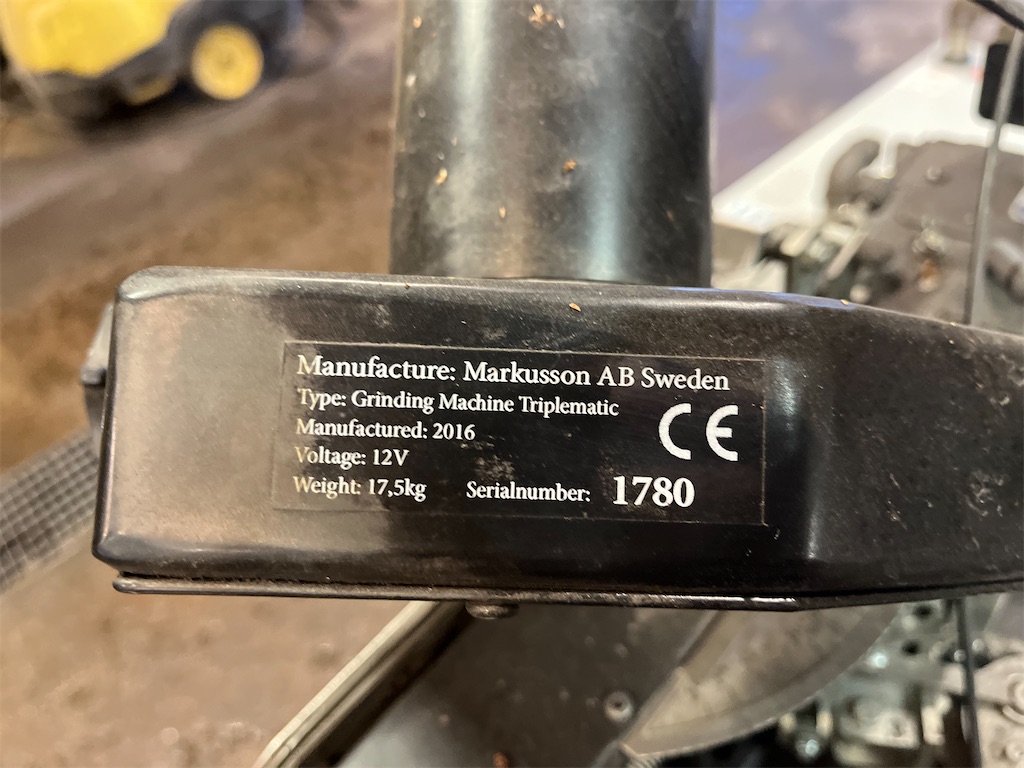 Manufacture: Markusson AB Sweden
Type: Grinding Machine Triplematic
Manufactured: 2016
Voltage: 12V
Weight: 17,5kg Serialnumber: 1780
CE